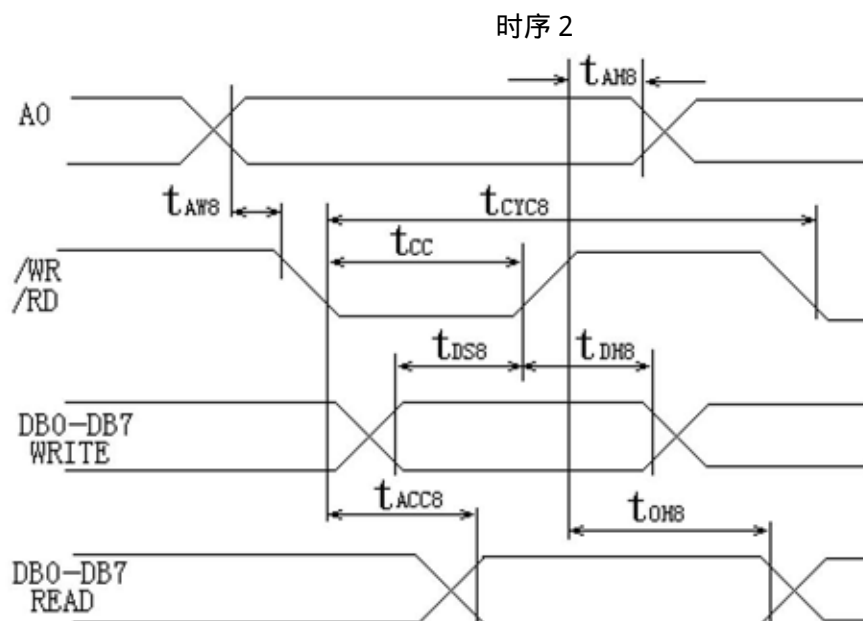 时序 2
tAH8
A0
tAW8
tCYC8
tCC
/WR
/RD
tDS8
tDH8
DB0-DB7
WRITE
tACC8
tOH8
DB0-DB7
READ